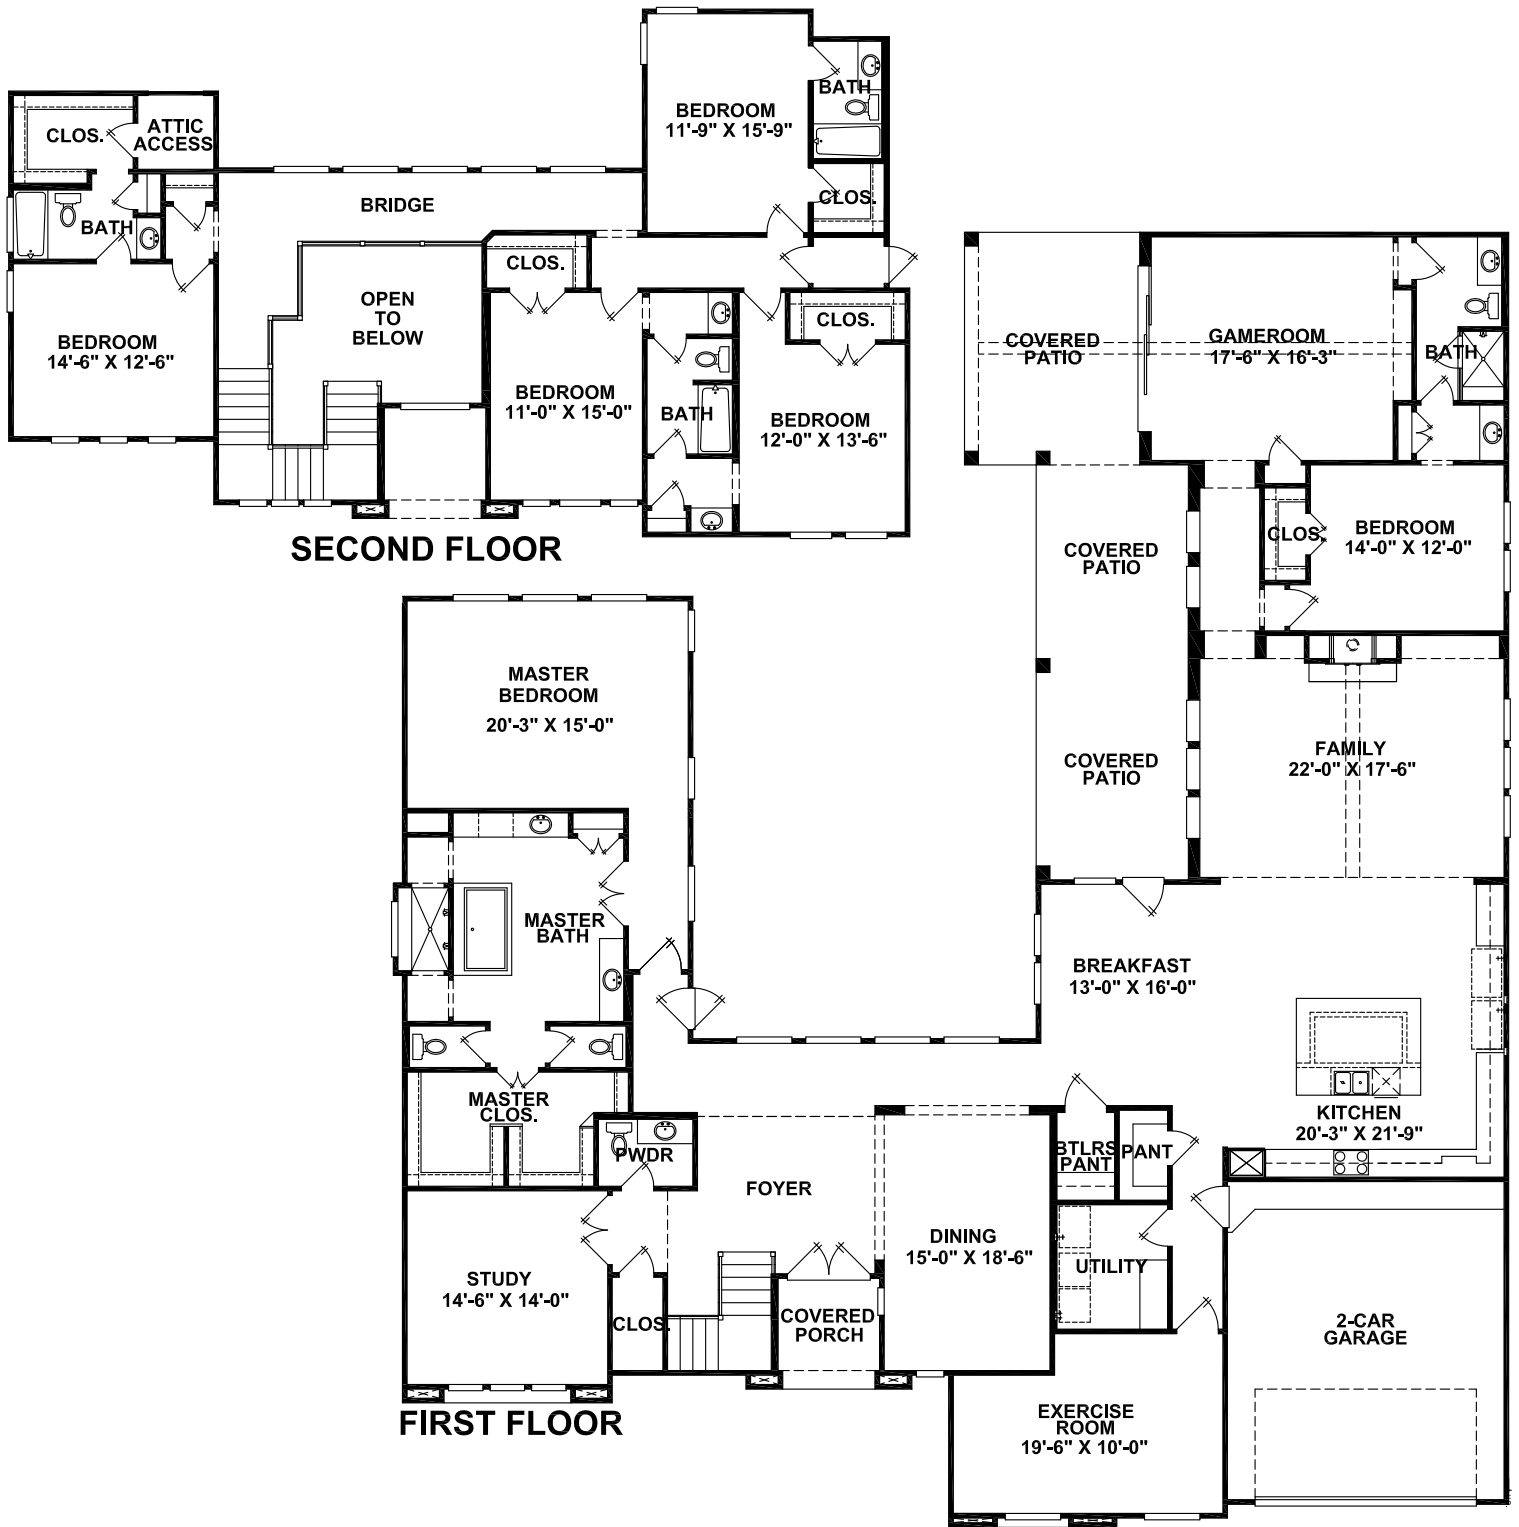 BEDROOM
11'-9" X 15'-9"
BATH
CLOS.
CLOS.
ATTIC
ACCESS
BATH
BRIDGE
BEDROOM
14'-6" X 12'-6"
OPEN
TO
BELOW
CLOS.
BEDROOM
11'-0" X 15'-0"
BATH
CLOS.
BEDROOM
12'-0" X 13'-6"
SECOND FLOOR
COVERED
PATIO
GAMEROOM
17'-6" X 16'-3"
BATH
COVERED
PATIO
CLOS.
BEDROOM
14'-0" X 12'-0"
MASTER
BEDROOM
20'-3" X 15'-0"
COVERED
PATIO
FAMILY
22'-0" X 17'-6"
MASTER
BATH
BREAKFAST
13'-0" X 16'-0"
MASTER
CLOS.
KITCHEN
20'-3" X 21'-9"
PWDR
BTLRS
PANT
PANT
FOYER
DINING
15'-0" X 18'-6"
UTILITY
STUDY
14'-6" X 14'-0"
CLOS.
COVERED
PORCH
2-CAR
GARAGE
EXERCISE
ROOM
19'-6" X 10'-0"
FIRST FLOOR